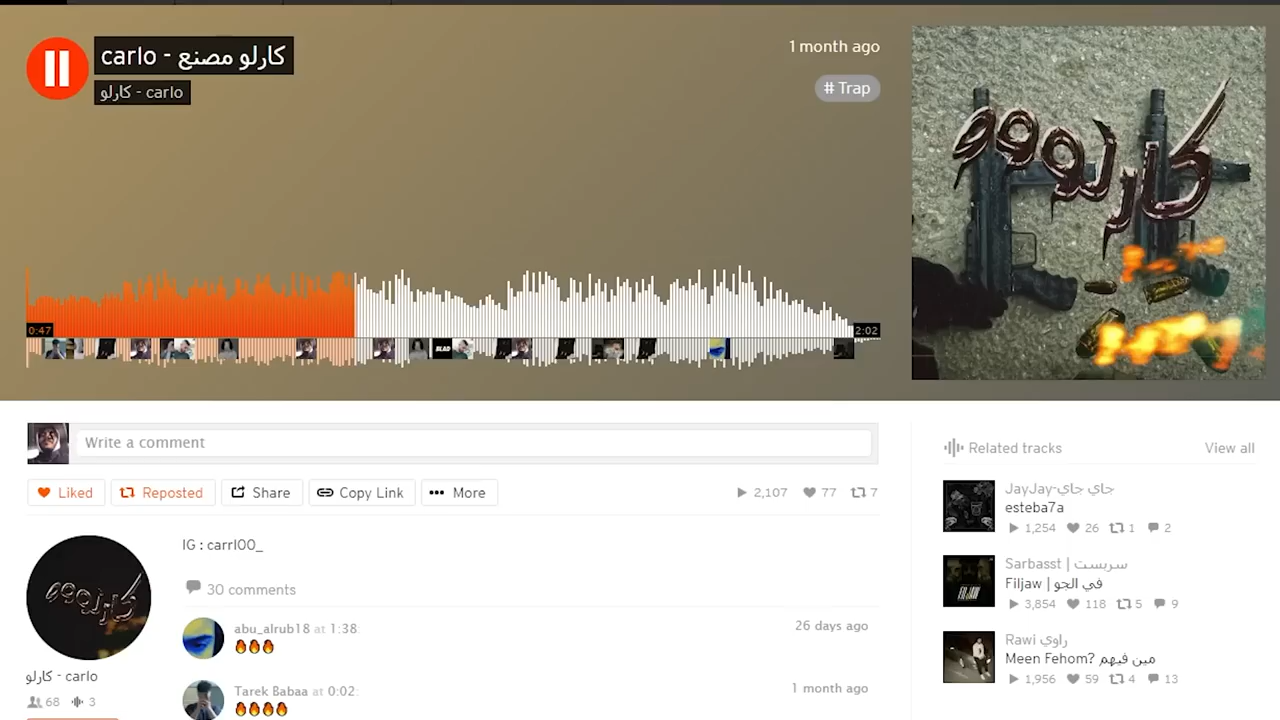 carlo - كارلو مصنع
كارلو - carlo
1 month ago
# Trap
كارلووو
0:47
2:02
BLAD
Write a comment
Liked
Reposted
Share
Copy Link
More
2,107
77
7
IG : carrl00_
30 comments
abu_alrub18 at 1:38:
26 days ago
🔥🔥🔥
Tarek Babaa at 0:02:
1 month ago
🔥🔥🔥🔥
كارلووو
كارلو - carlo
68
3
Related tracks
View all
JayJay-جاي جاي
esteba7a
1,254 26 1 2
Sarbasst | سربست
Filjaw | في الجو
3,854 118 5 9
FILJAW
Rawi راوي
Meen Fehom? مين فيهم
1,956 59 4 13